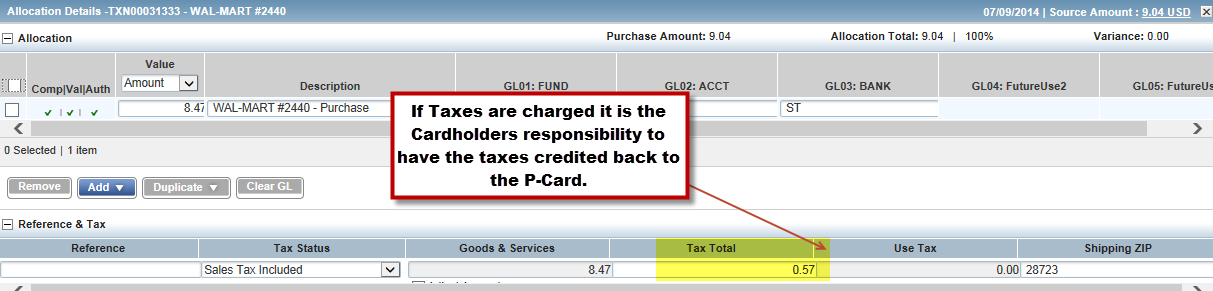 Allocation Details -TXN00031333 - WAL-MART #2440 07/09/2014 | Source Amount : 9.04 USD
Allocation Purchase Amount: 9.04 Allocation Total: 9.04 | 100% Variance: 0.00
Value
Comp|Val|Auth Amount Description GL01: FUND GL02: ACCT GL03: BANK GL04: FutureUse2 GL05: FutureUs
8.47 WAL-MART #2440 - Purchase ST
If Taxes are charged it is the
Cardholders responsibility to
have the taxes credited back to
the P-Card.
0 Selected | 1 item
Remove Add Duplicate Clear GL
Reference & Tax
Reference Tax Status Goods & Services Tax Total Use Tax Shipping ZIP
Sales Tax Included 8.47 0.57 0.00 28723